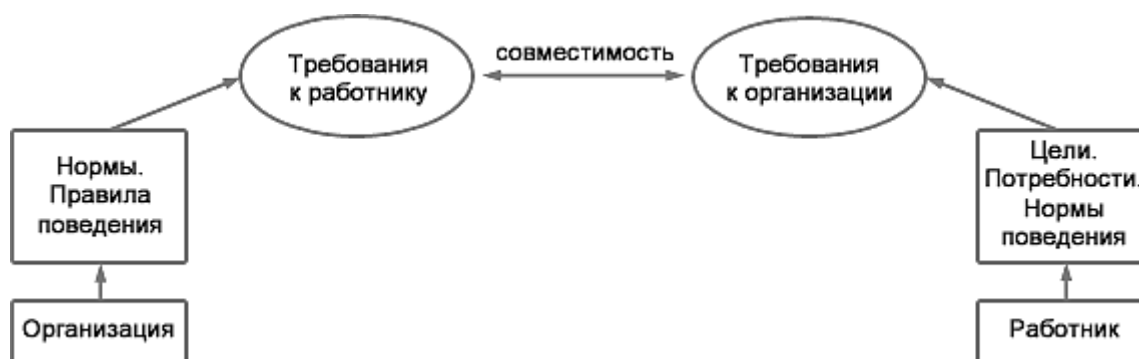 совместимость
Требования
к работнику
Требования
к организации
Нормы.
Правила
поведения
Цели.
Потребности.
Нормы
поведения
Организация
Работник